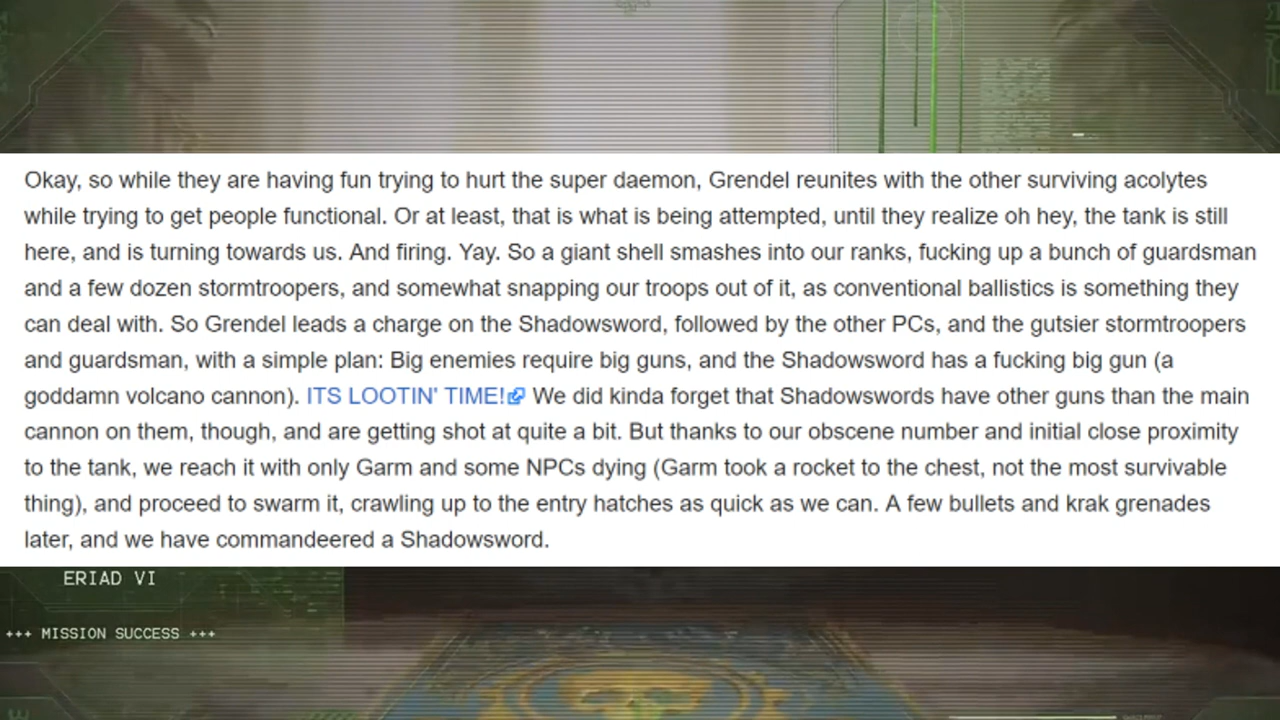 Okay, so while they are having fun trying to hurt the super daemon, Grendel reunites with the other surviving acolytes
while trying to get people functional. Or at least, that is what is being attempted, until they realize oh hey, the tank is still
here, and is turning towards us. And firing. Yay. So a giant shell smashes into our ranks, fucking up a bunch of guardsman
and a few dozen stormtroopers, and somewhat snapping our troops out of it, as conventional ballistics is something they
can deal with. So Grendel leads a charge on the Shadowsword, followed by the other PCs, and the gutsier stormtroopers
and guardsman, with a simple plan: Big enemies require big guns, and the Shadowsword has a fucking big gun (a
goddamn volcano cannon). ITS LOOTIN' TIME! We did kinda forget that Shadowswords have other guns than the main
cannon on them, though, and are getting shot at quite a bit. But thanks to our obscene number and initial close proximity
to the tank, we reach it with only Garm and some NPCs dying (Garm took a rocket to the chest, not the most survivable
thing), and proceed to swarm it, crawling up to the entry hatches as quick as we can. A few bullets and krak grenades
later, and we have commandeered a Shadowsword.
ERIAD VI
+++ MISSION SUCCESS +++